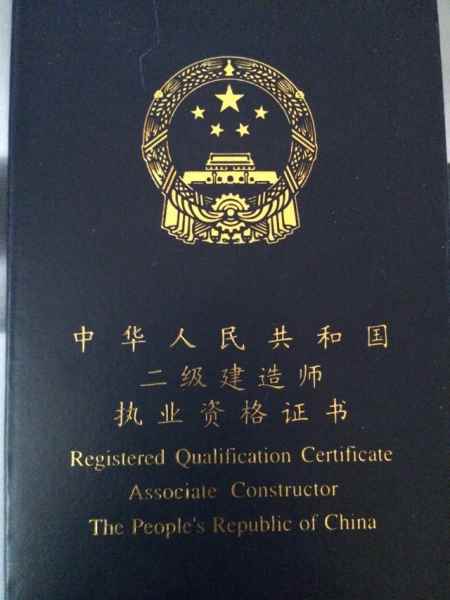 中华人民共和国
二级建造师
执业资格证书
Registered Qualification Certificate
Associate Constructor
The People's Republic of China